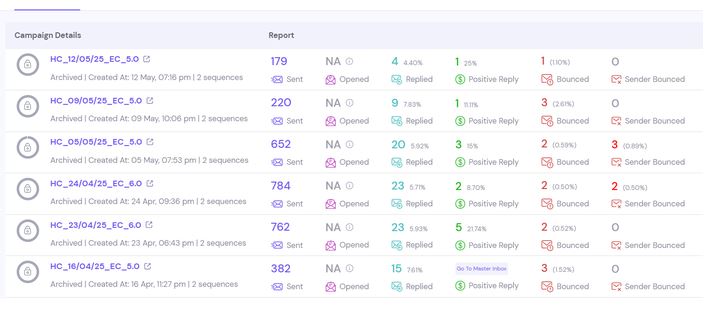 Campaign Details Report
HC_12/05/25_EC_5.0 179 NA 4 4.40% 1 25% 1 (1.10%) 0
Archived | Created At: 12 May, 07:16 pm | 2 sequences Sent Opened Replied Positive Reply Bounced Sender Bounced
HC_09/05/25_EC_5.0 220 NA 9 7.83% 1 11.11% 3 (2.61%) 0
Archived | Created At: 09 May, 10:06 pm | 2 sequences Sent Opened Replied Positive Reply Bounced Sender Bounced
HC_05/05/25_EC_5.0 652 NA 20 5.92% 3 15% 2 (0.59%) 3 (0.89%)
Archived | Created At: 05 May, 07:53 pm | 2 sequences Sent Opened Replied Positive Reply Bounced Sender Bounced
HC_24/04/25_EC_6.0 784 NA 23 5.71% 2 8.70% 2 (0.50%) 2 (0.50%)
Archived | Created At: 24 Apr, 09:36 pm | 2 sequences Sent Opened Replied Positive Reply Bounced Sender Bounced
HC_23/04/25_EC_6.0 762 NA 23 5.93% 5 21.74% 2 (0.52%) 0
Archived | Created At: 23 Apr, 06:43 pm | 2 sequences Sent Opened Replied Positive Reply Bounced Sender Bounced
HC_16/04/25_EC_5.0 382 NA 15 7.61% Go To Master Inbox 3 (1.52%) 0
Archived | Created At: 16 Apr, 11:27 pm | 2 sequences Sent Opened Replied Positive Reply Bounced Sender Bounced